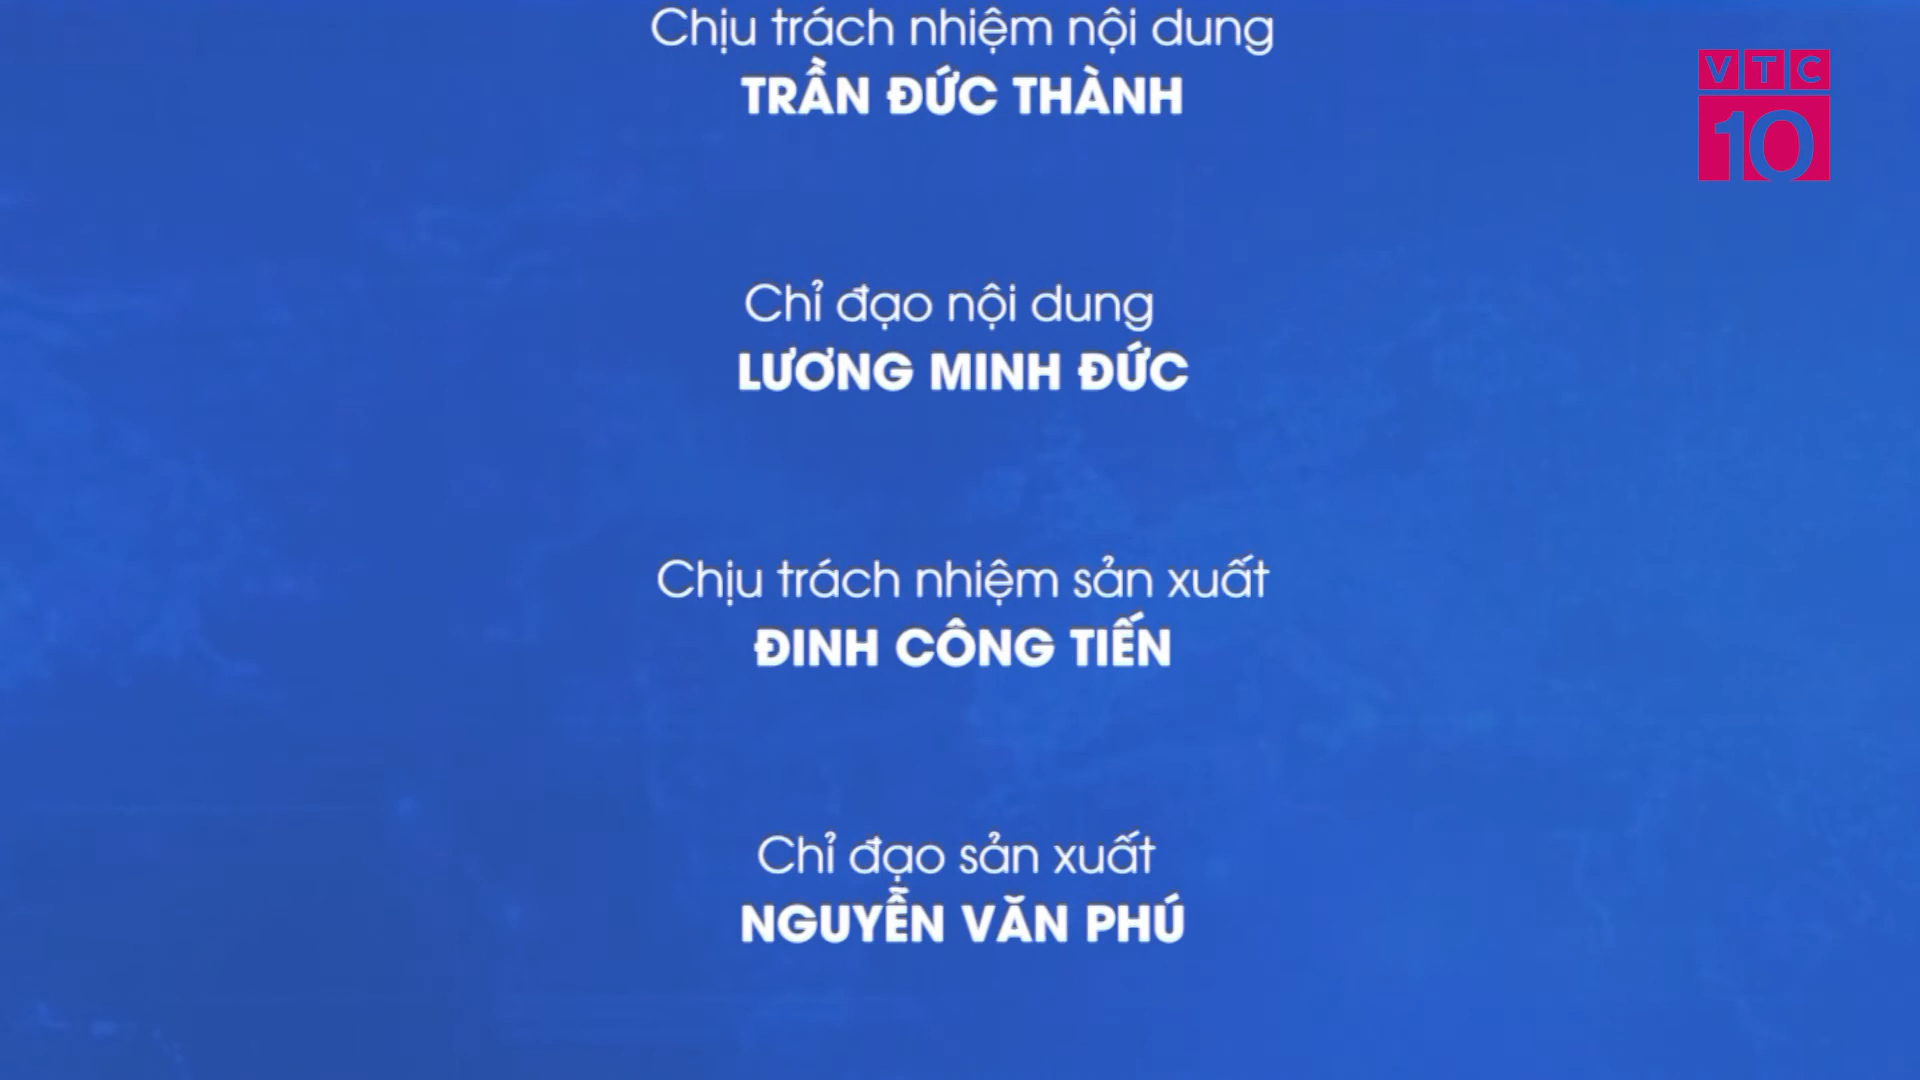 Chịu trách nhiệm nội dung
TRẦN ĐỨC THÀNH
VTC
10
Chỉ đạo nội dung
LƯƠNG MINH ĐỨC
Chịu trách nhiệm sản xuất
ĐINH CÔNG TIẾN
Chỉ đạo sản xuất
NGUYỄN VĂN PHÚ